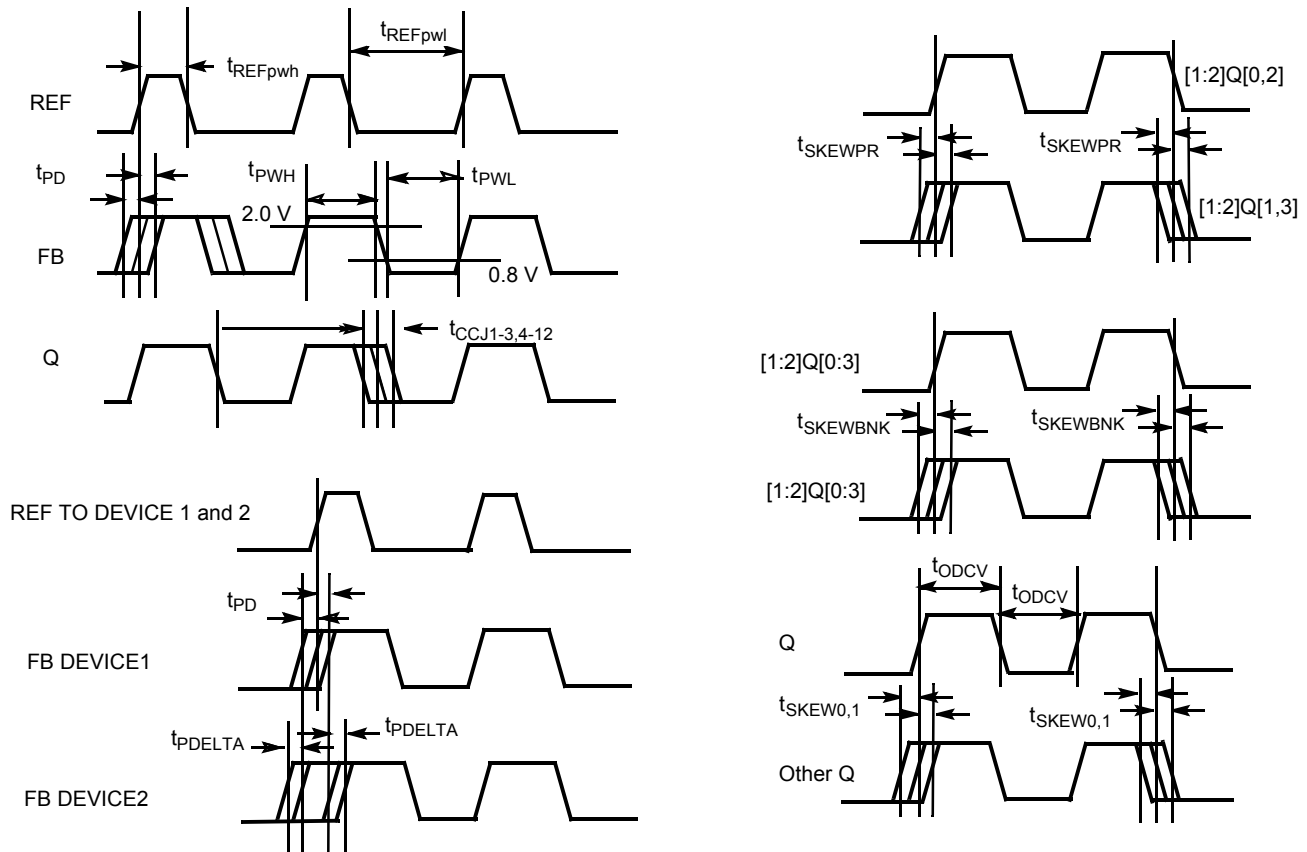 REF
tREFpwh
tREFpwl
tPD
tPWH
tPWL
2.0 V
FB
0.8 V
Q
tCCJ1-3,4-12
REF TO DEVICE 1 and 2
tPD
FB DEVICE1
tPDELTA
tPDELTA
FB DEVICE2
[1:2]Q[0,2]
tSKEWPR
tSKEWPR
[1:2]Q[1,3]
[1:2]Q[0:3]
tSKEWBNK
tSKEWBNK
[1:2]Q[0:3]
tODCV
tODCV
Q
tSKEW0,1
tSKEW0,1
Other Q